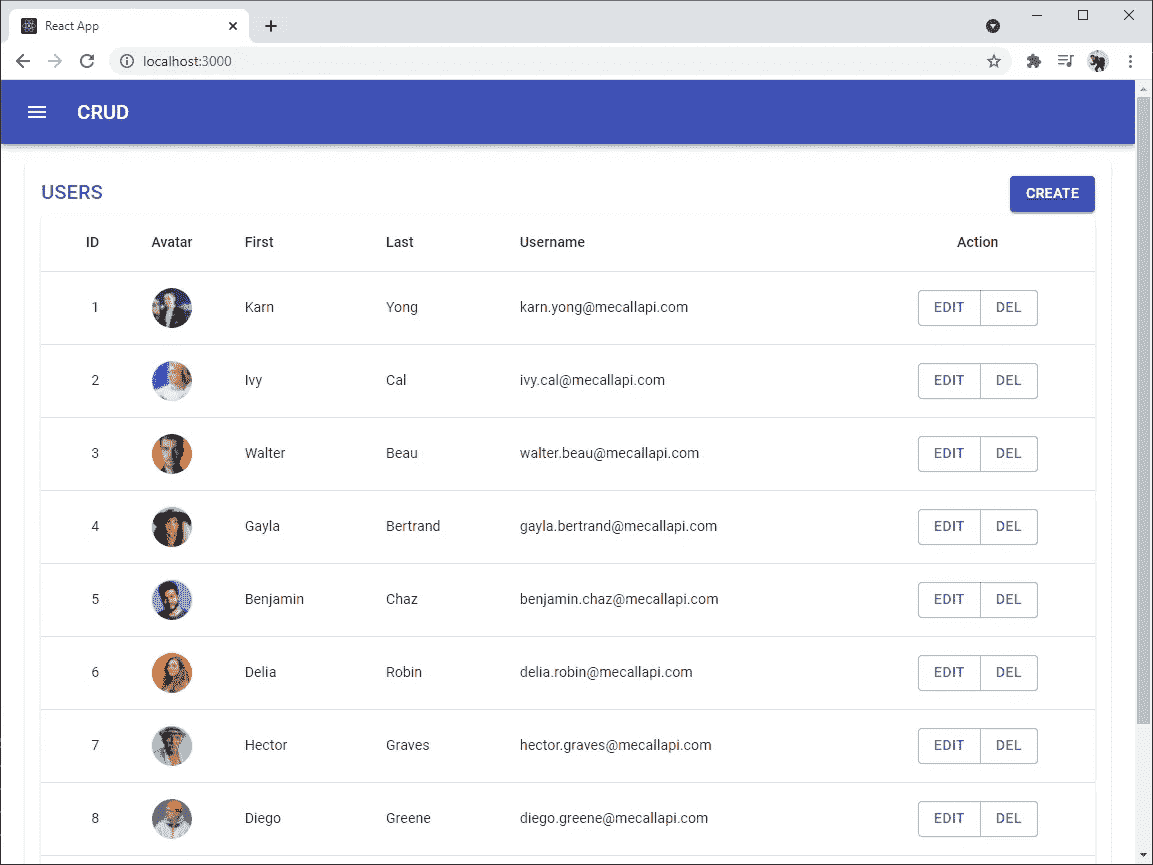 React App
localhost:3000
CRUD
USERS CREATE
ID Avatar First Last Username Action
1 Karn Yong karn.yong@mecallapi.com EDIT DEL
2 Ivy Cal ivy.cal@mecallapi.com EDIT DEL
3 Walter Beau walter.beau@mecallapi.com EDIT DEL
4 Gayla Bertrand gayla.bertrand@mecallapi.com EDIT DEL
5 Benjamin Chaz benjamin.chaz@mecallapi.com EDIT DEL
6 Delia Robin delia.robin@mecallapi.com EDIT DEL
7 Hector Graves hector.graves@mecallapi.com EDIT DEL
8 Diego Greene diego.greene@mecallapi.com EDIT DEL